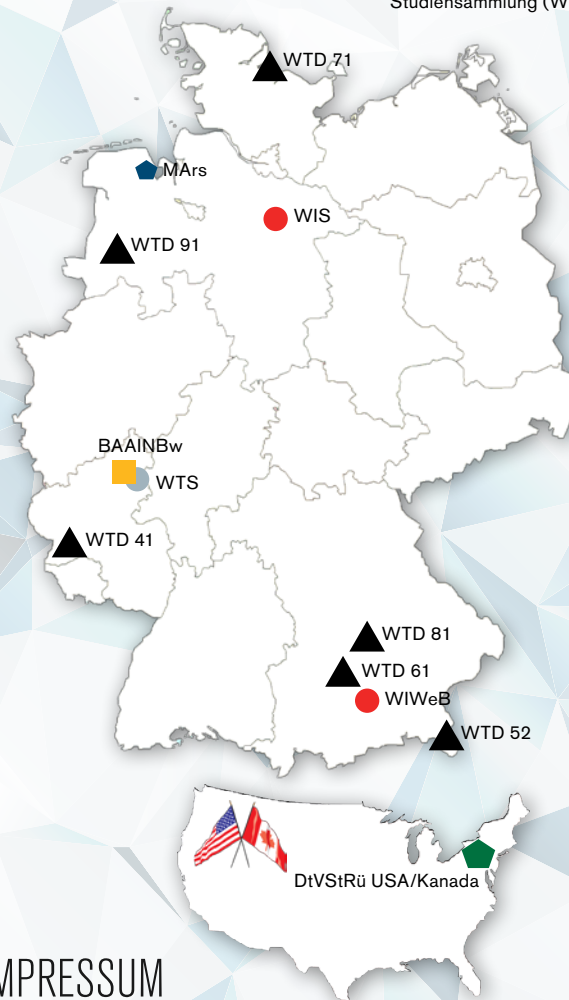 Studiensammlung (W
WTD 71
MArs
WIS
WTD 91
BAAINBw
WTS
WTD 41
WTD 81
WTD 61
WIWeB
WTD 52
DtVStRü USA/Kanada
MPRESSUM